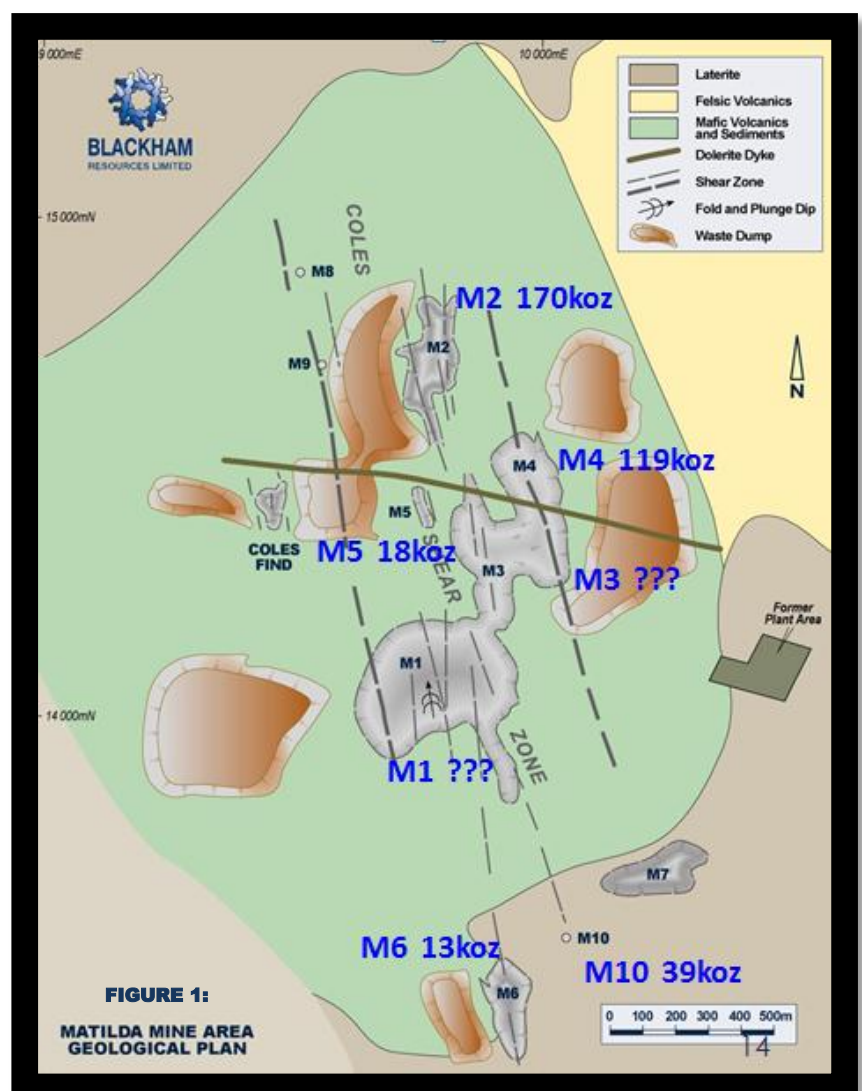 9 000mE
10 000mE
BLACKHAM
RESOURCES LIMITED
Laterite
Felsic Volcanics
Mafic Volcanics
and Sediments
Dolerite Dyke
Shear Zone
Fold and Plunge Dip
Waste Dump
15 000mN
COLES
M8
M2 170koz
M2
M9
N
M4
M4 119koz
M5
COLES
FIND
M5 18koz
SHEAR
M3
M3 ???
Former
Plant Area
M1
14 000mN
M1 ???
ZONE
M7
M6 13koz
M10
M10 39koz
M6
FIGURE 1:
MATILDA MINE AREA
GEOLOGICAL PLAN
0 100 200 300 400 500m
14